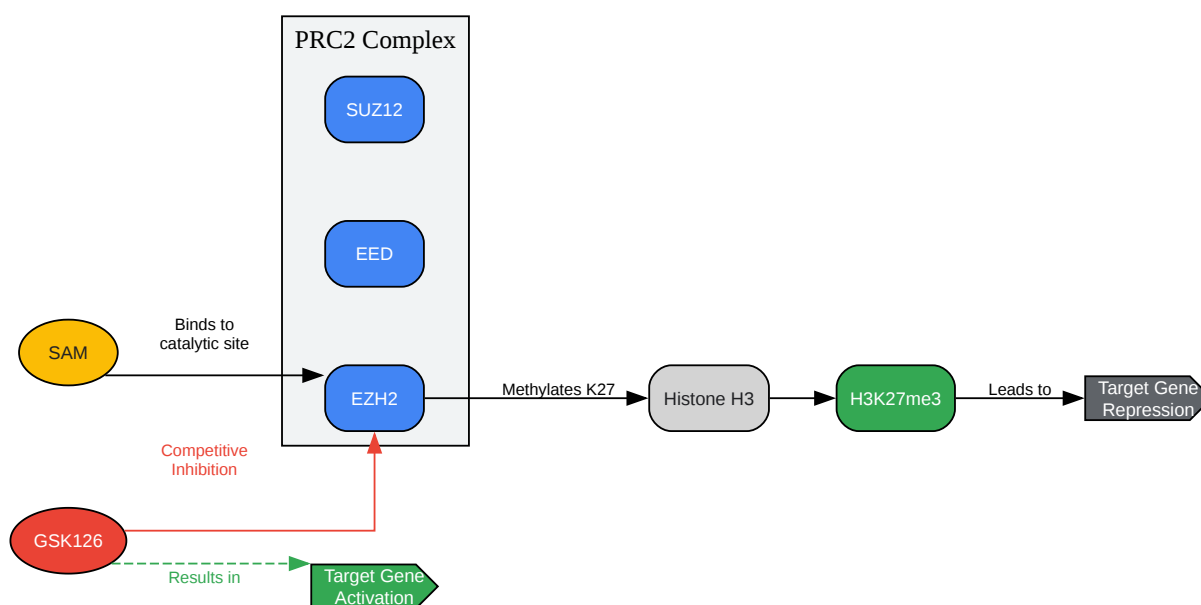 PRC2 Complex
SUZ12
EED
Binds to
catalytic site
SAM
EZH2
Methylates K27
Histone H3
H3K27me3
Leads to
Target Gene
Repression
Competitive
Inhibition
GSK126
Results in
Target Gene
Activation